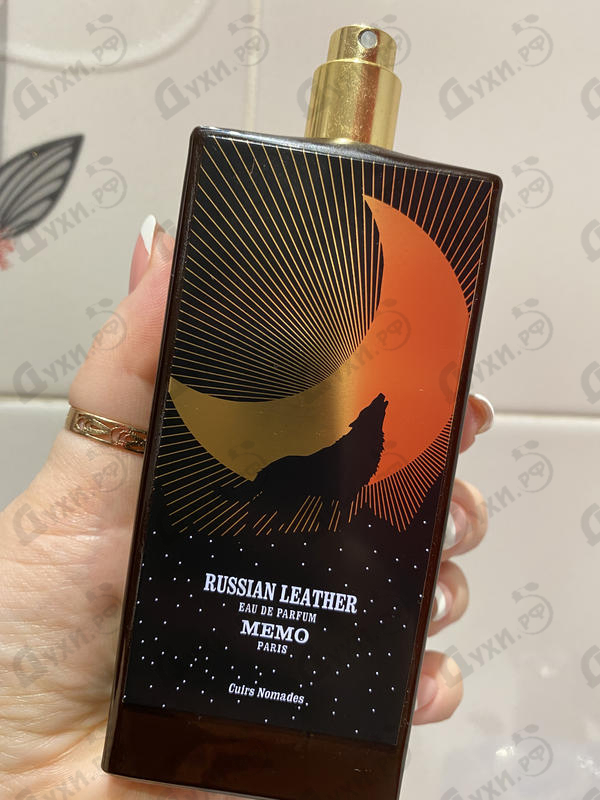 RUSSIAN LEATHER
EAU DE PARFUM
MEMO
PARIS
Cuirs Nomades
Духи.рф